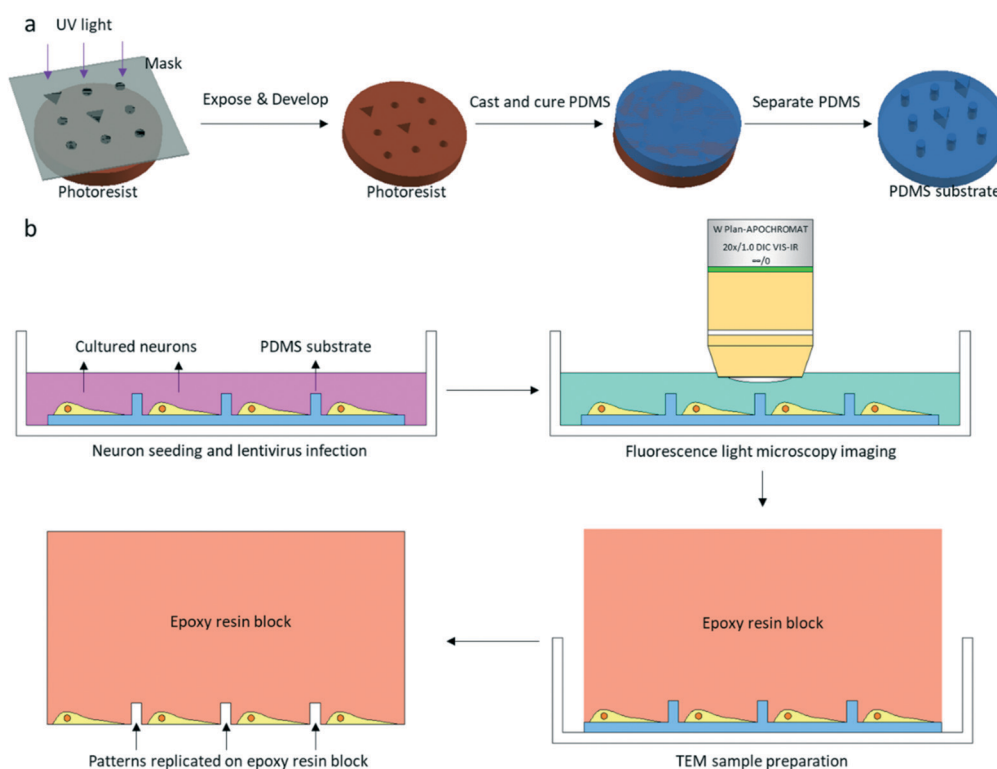 a
UV light
Mask
Expose & Develop
Cast and cure PDMS
Separate PDMS
Photoresist
Photoresist
PDMS substrate
b
W Plan-APOCHROMAT
20x/1.0 DIC VIS-IR
∞/0
Cultured neurons
PDMS substrate
Neuron seeding and lentivirus infection
Fluorescence light microscopy imaging
Epoxy resin block
Epoxy resin block
Patterns replicated on epoxy resin block
TEM sample preparation